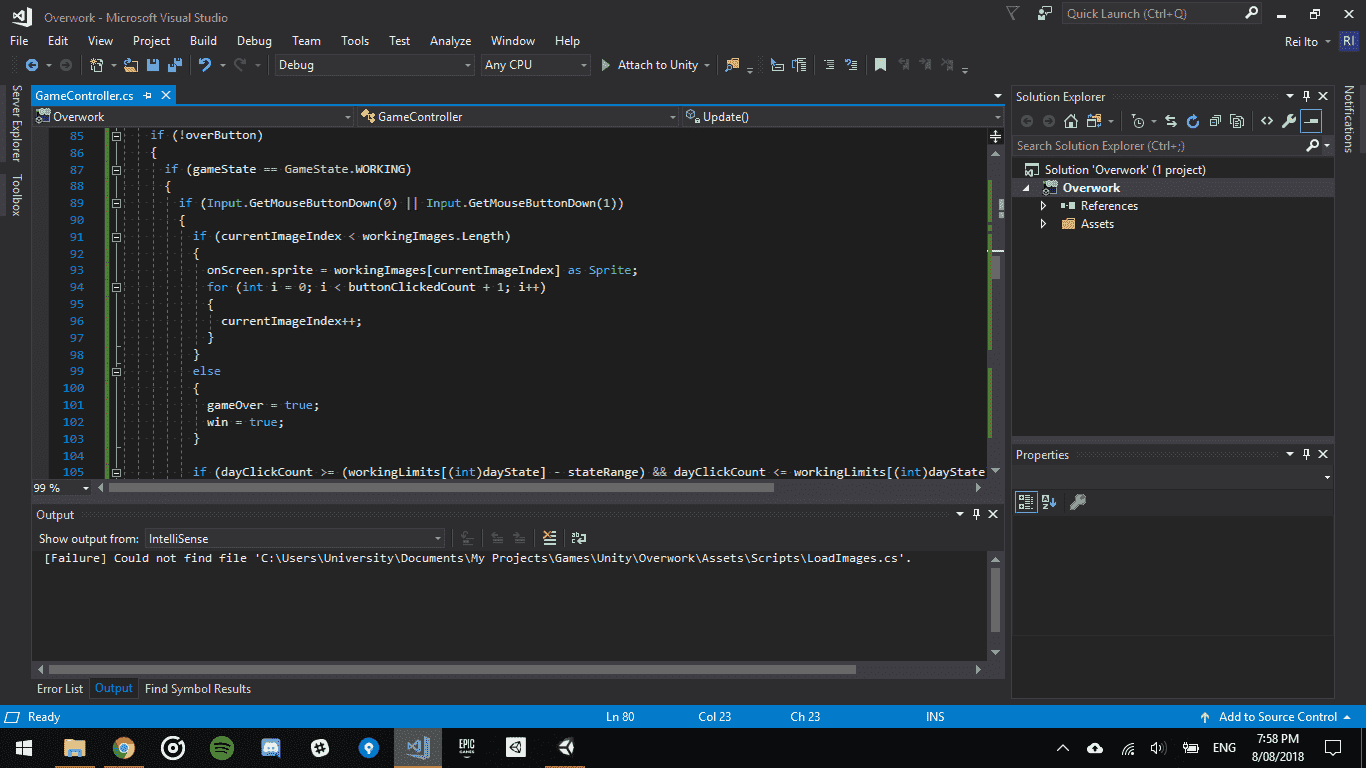 Overwork - Microsoft Visual Studio
Quick Launch (Ctrl+Q)
File Edit View Project Build Debug Team Tools Test Analyze Window Help
Rei Ito RI
Debug Any CPU Attach to Unity
Server Explorer
Toolbox
GameController.cs
Overwork GameController Update()
85 if (!overButton)
86 {
87 if (gameState == GameState.WORKING)
88 {
89 if (Input.GetMouseButtonDown(0) || Input.GetMouseButtonDown(1))
90 {
91 if (currentImageIndex < workingImages.Length)
92 {
93 onScreen.sprite = workingImages[currentImageIndex] as Sprite;
94 for (int i = 0; i < buttonClickedCount + 1; i++)
95 {
96 currentImageIndex++;
97 }
98 }
99 else
100 {
101 gameOver = true;
102 win = true;
103 }
104
105 if (dayClickCount >= (workingLimits[(int)dayState] - stateRange) && dayClickCount <= workingLimits[(int)dayState
99 %
Solution Explorer
Search Solution Explorer (Ctrl+;)
Solution 'Overwork' (1 project)
Overwork
References
Assets
Notifications
Properties
Output
Show output from: IntelliSense
[Failure] Could not find file 'C:\Users\University\Documents\My Projects\Games\Unity\Overwork\Assets\Scripts\LoadImages.cs'.
Error List Output Find Symbol Results
Ready Ln 80 Col 23 Ch 23 INS Add to Source Control
EPIC GAMES
ENG
7:58 PM
8/08/2018